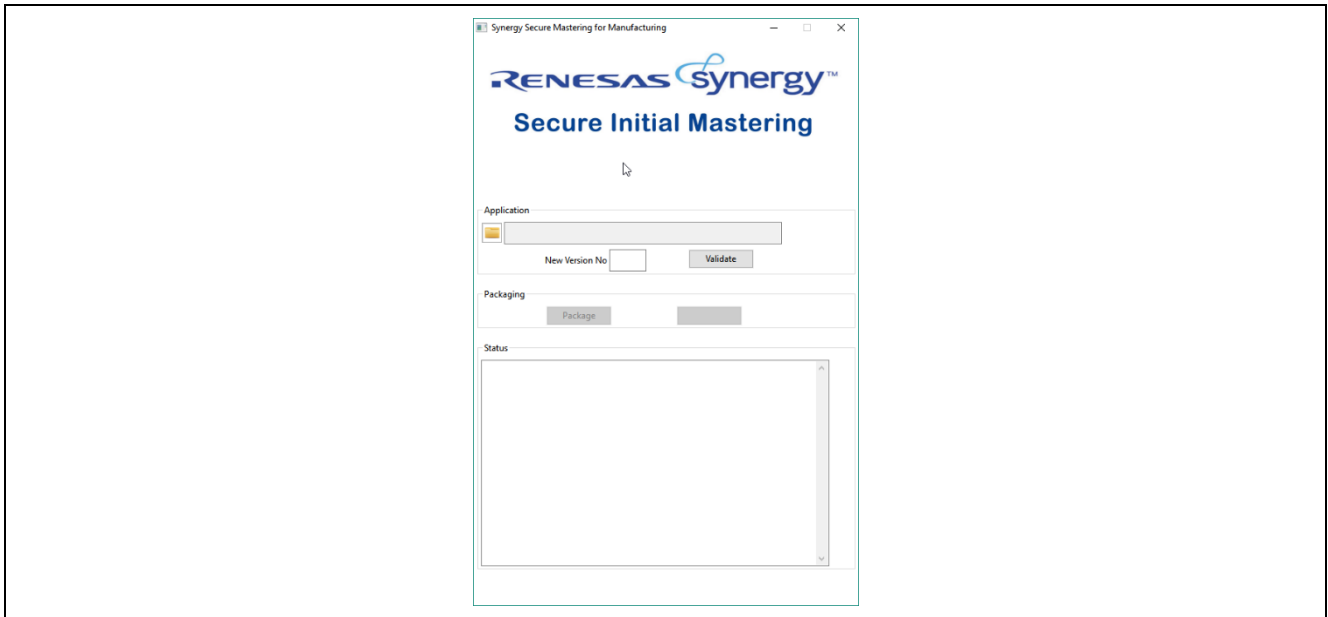 Synergy Secure Mastering for Manufacturing
RENESAS synergy™
Secure Initial Mastering
Application
New Version No
Validate
Packaging
Package
Status